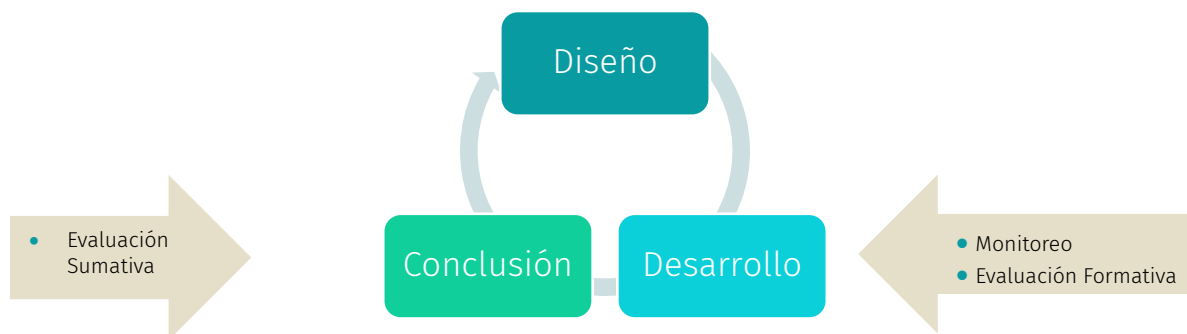 Diseño
• Evaluación
Sumativa
Conclusión
Desarrollo
• Monitoreo
• Evaluación Formativa